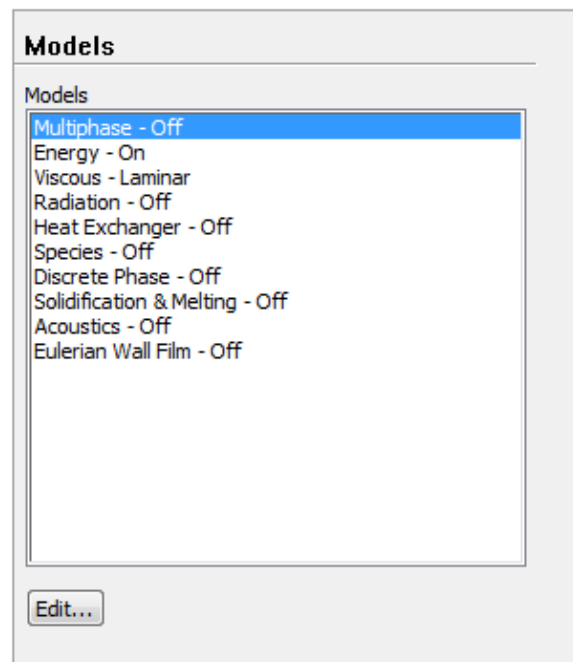 Models
Models
Multiphase - Off
Energy - On
Viscous - Laminar
Radiation - Off
Heat Exchanger - Off
Species - Off
Discrete Phase - Off
Solidification & Melting - Off
Acoustics - Off
Eulerian Wall Film - Off
Edit...